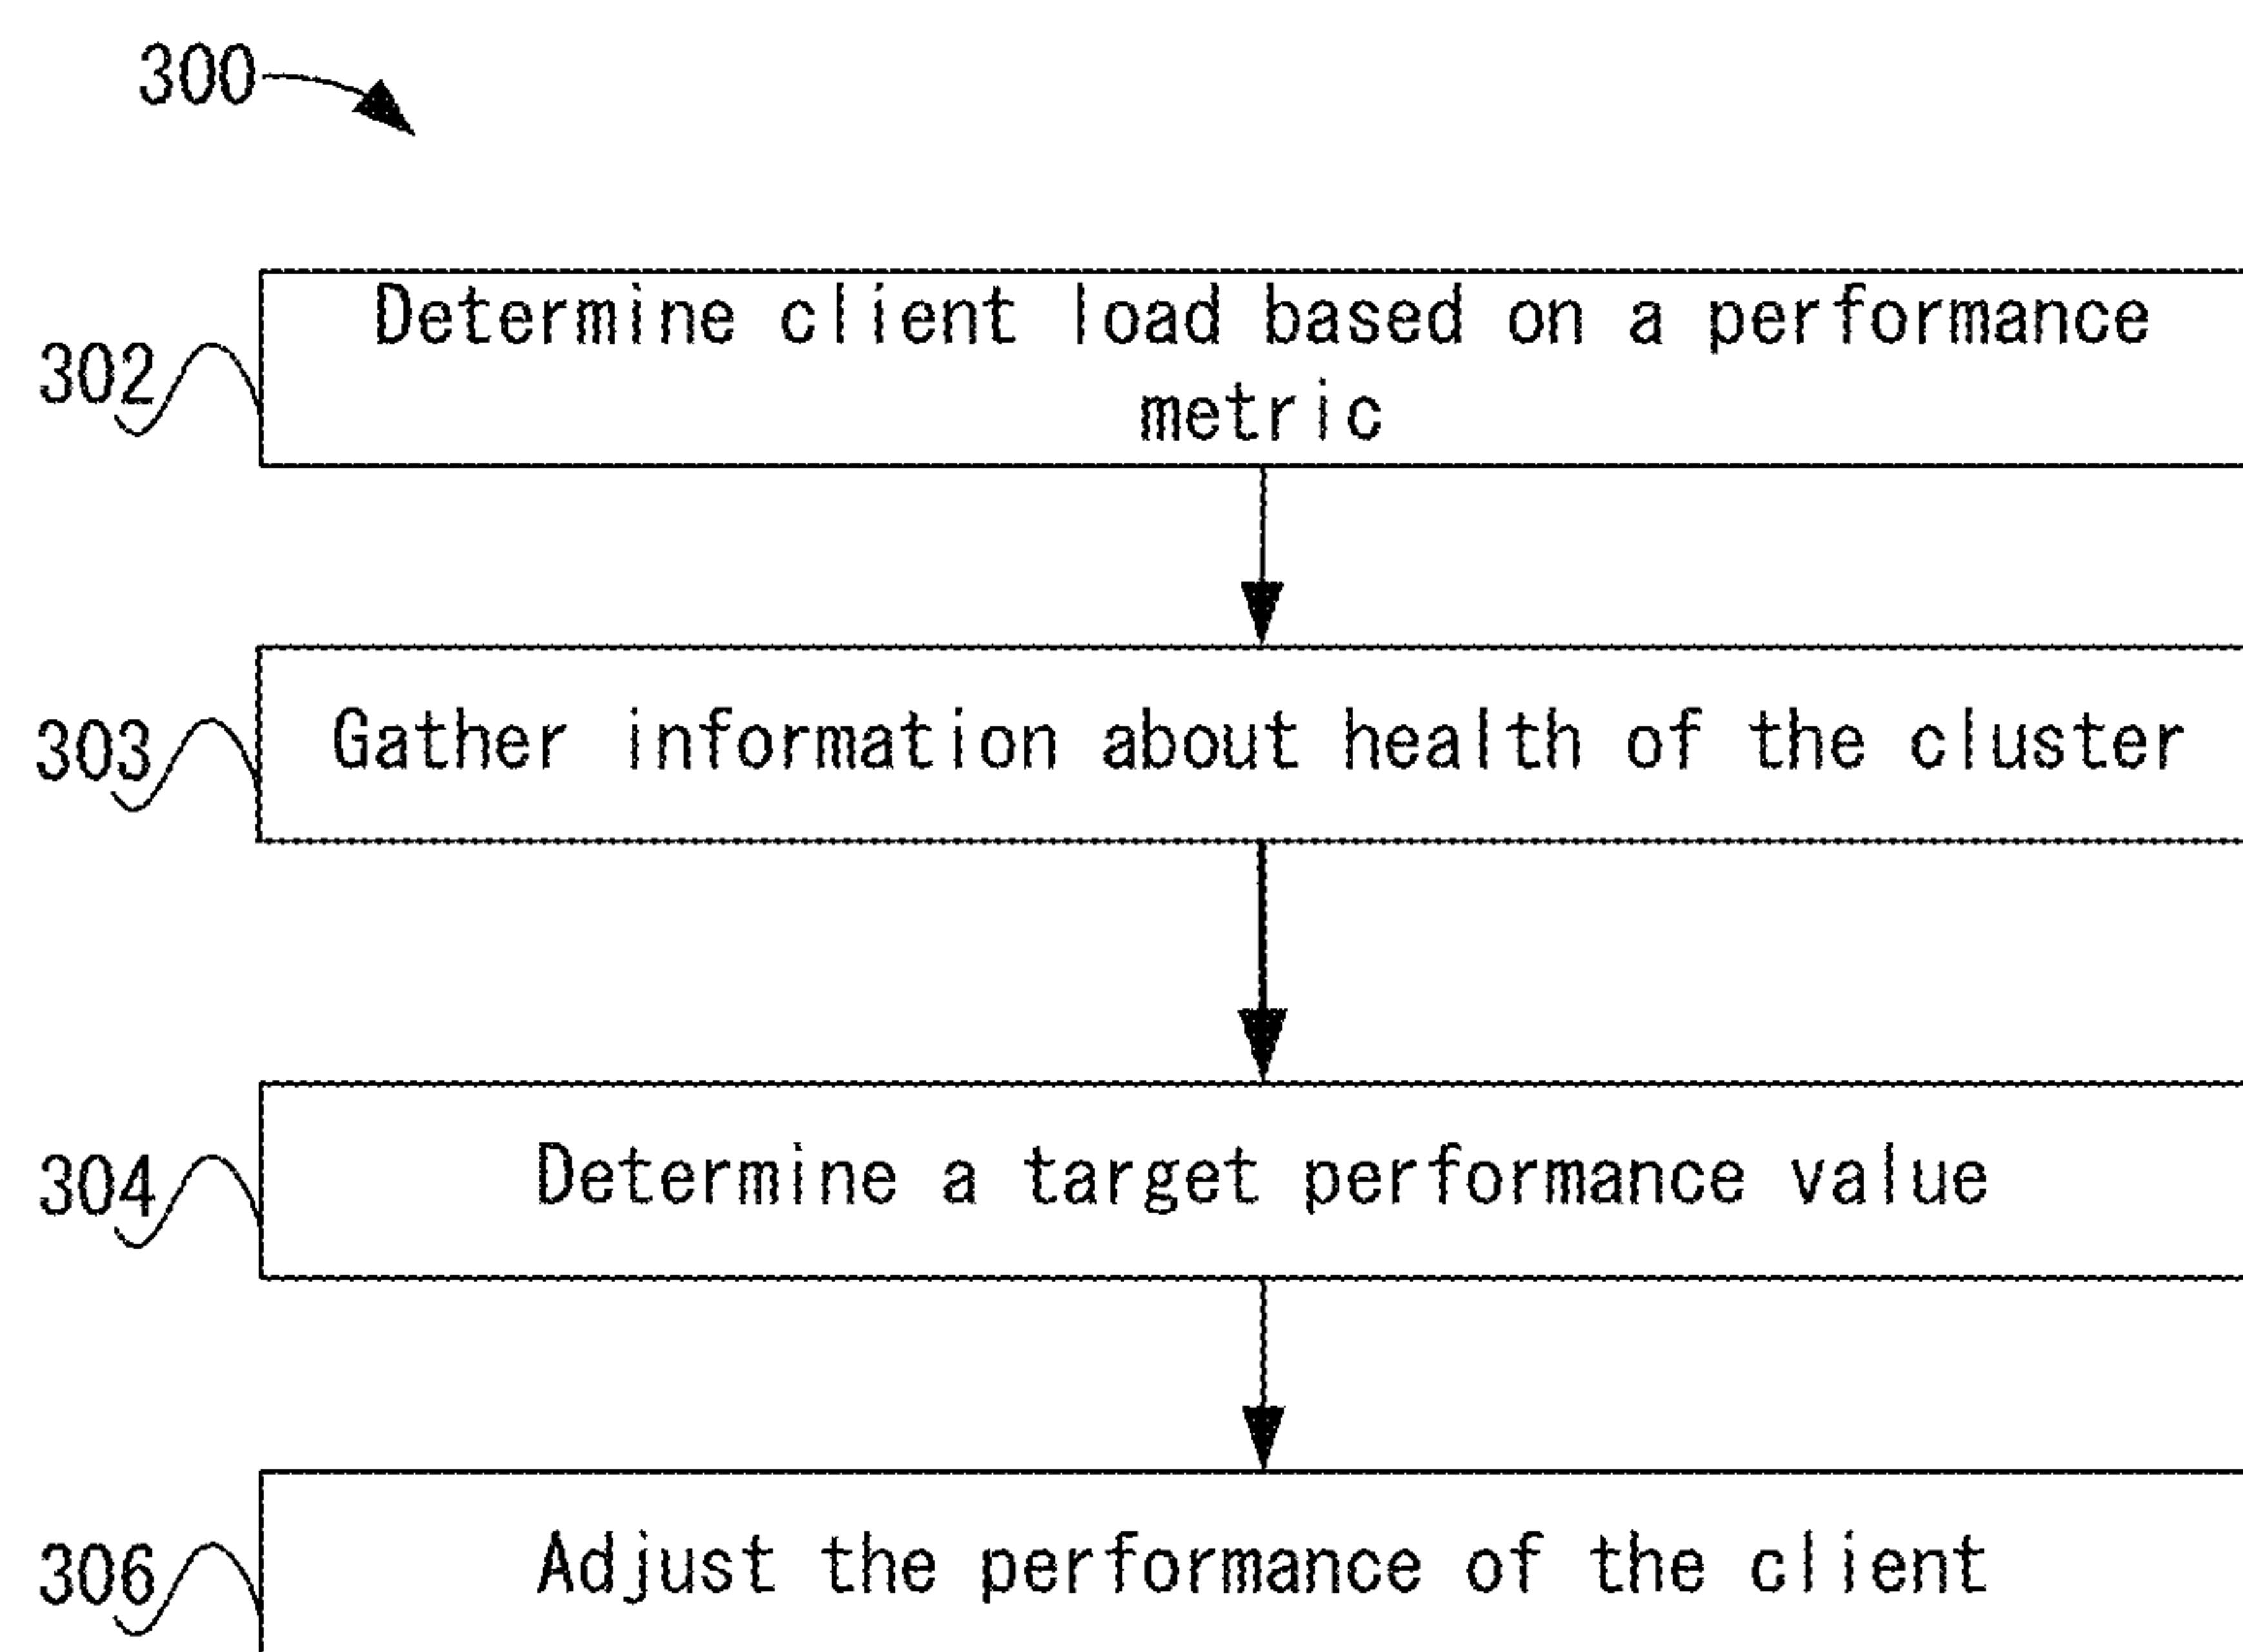 300
Determine client load based on a performance
metric
302
Gather information about health of the cluster
303
Determine a target performance value
304
Adjust the performance of the client
306